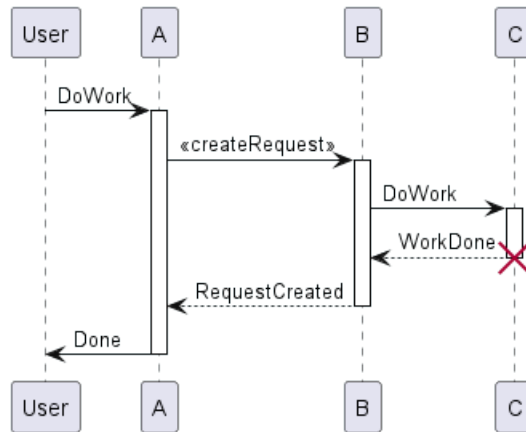 User A B C
DoWork
«createRequest»
DoWork
WorkDone
RequestCreated
Done
User A B C